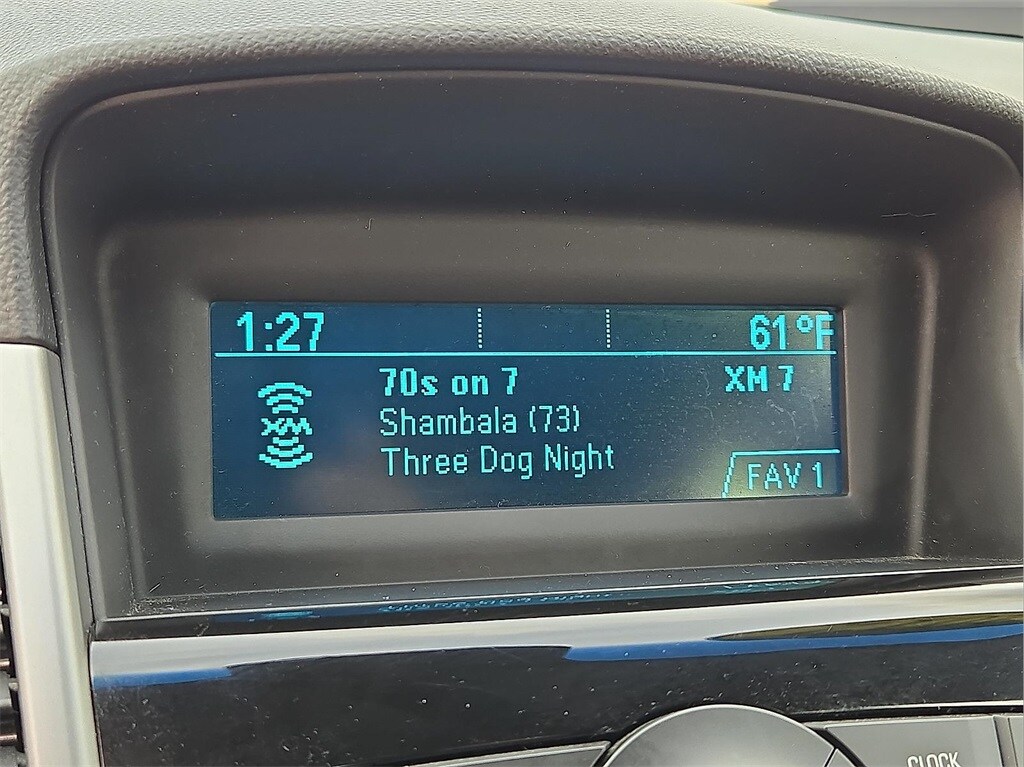 1:27 61°F
70s on 7 XM 7
XM
Shambala (73)
Three Dog Night
FAV 1
CLOCK